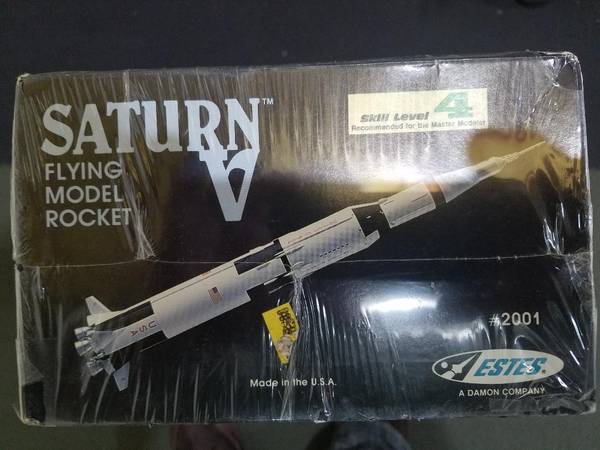 SATURN™
V
FLYING
MODEL
ROCKET
Skill Level 4
Recommended for the Master Modeler
USA
#2001
ESTES®
A DAMON COMPANY
Made in the U.S.A.